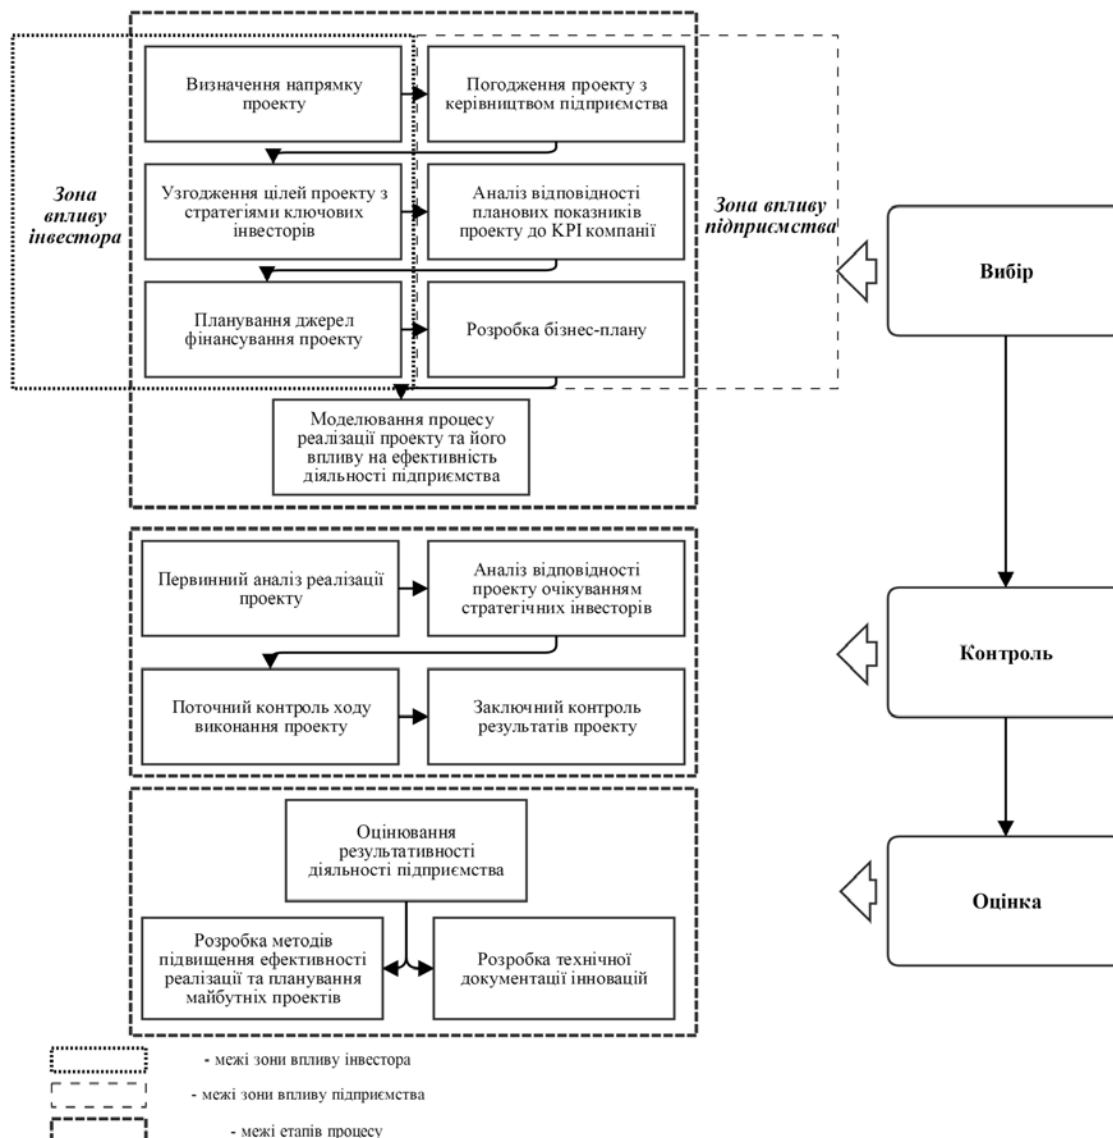 Визначення напрямку
проекту
Погодження проекту з
керівництвом підприємства
Зона
впливу
інвестора
Узгодження цілей проекту з
стратегіями ключових
інвесторів
Аналіз відповідності
планових показників
проекту до KPI компанії
Зона впливу
підприємства
Вибір
Планування джерел
фінансування проекту
Розробка бізнес-плану
Моделювання процесу
реалізації проекту та його
впливу на ефективність
діяльності підприємства
Первинний аналіз реалізації
проекту
Аналіз відповідності
проекту очікуванням
стратегічних інвесторів
Контроль
Поточний контроль ходу
виконання проекту
Заключний контроль
результатів проекту
Оцінювання
результативності
діяльності підприємства
Оцінка
Розробка методів
підвищення ефективності
реалізації та планування
майбутніх проектів
Розробка технічної
документації інновацій
- межі зони впливу інвестора
- межі зони впливу підприємства
- межі етапів процесу